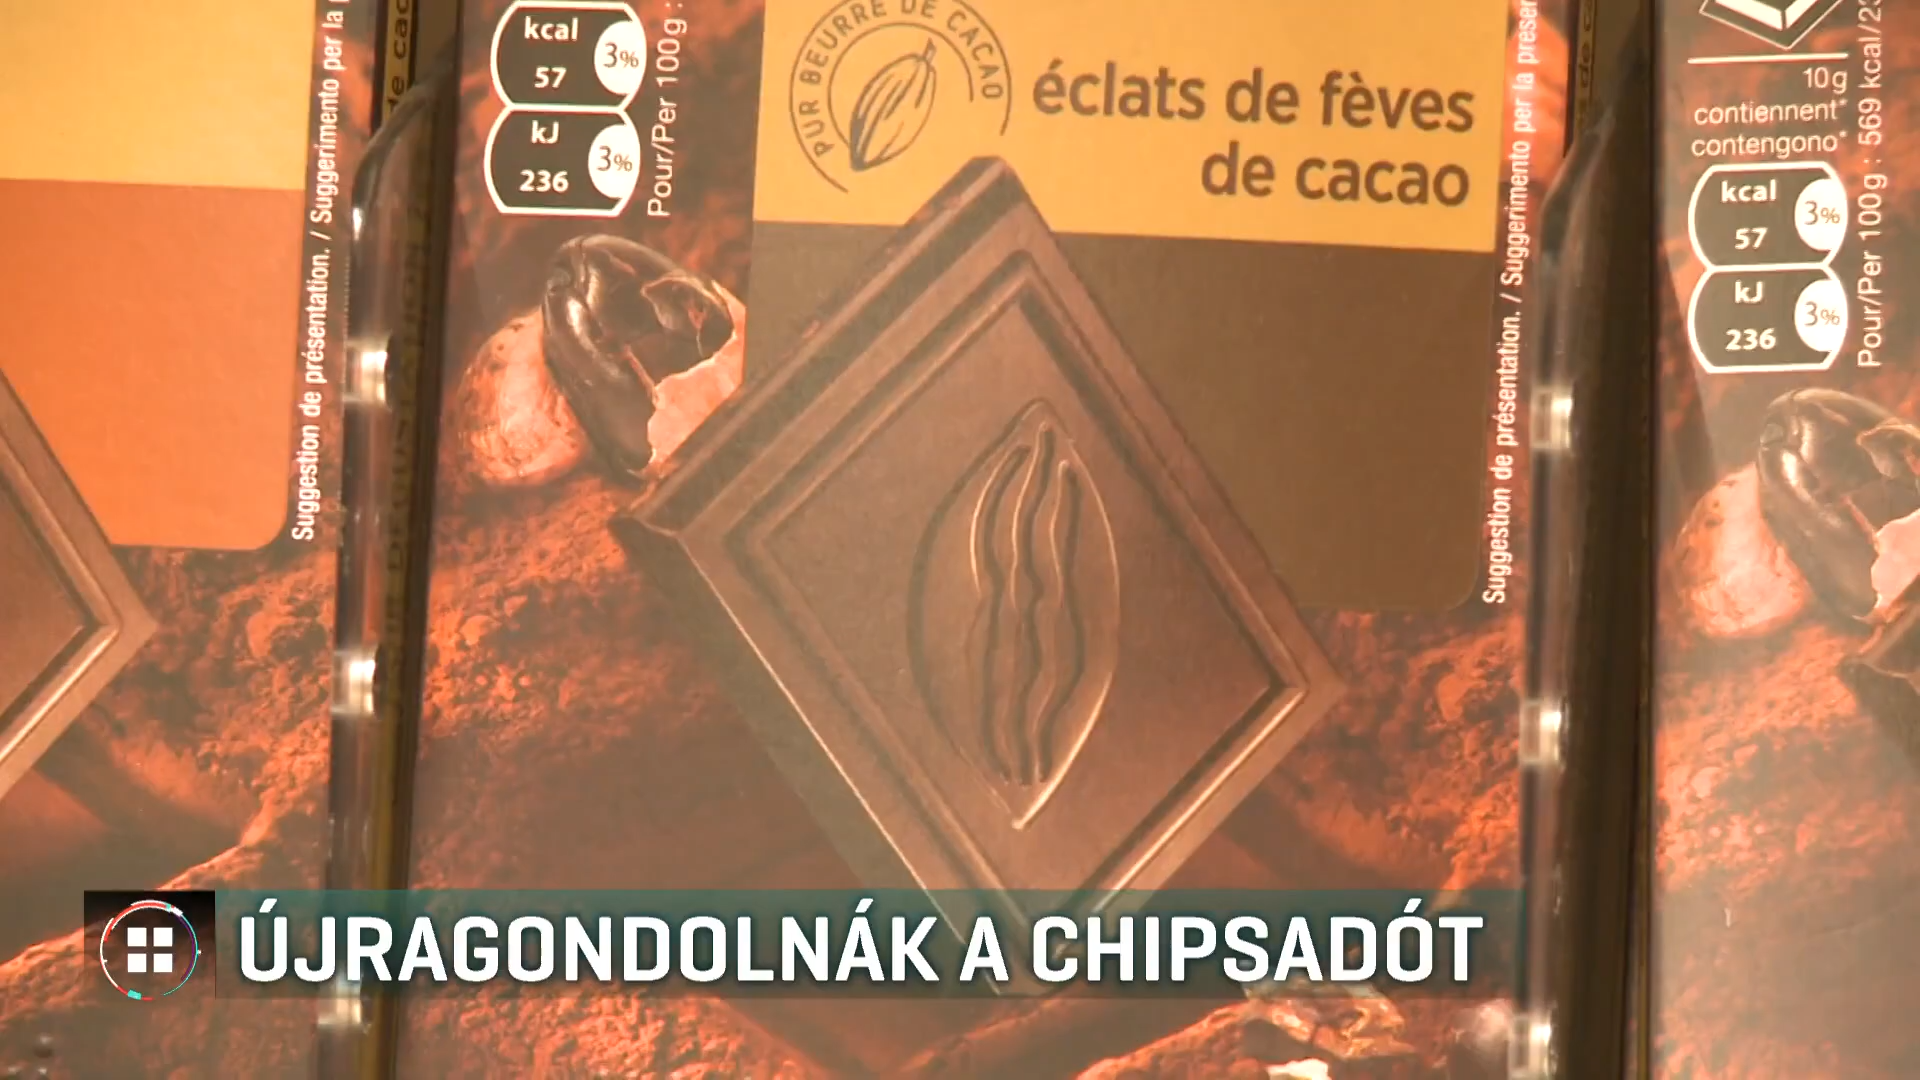 kcal
57
3%
kJ
236
3%
Pour/Per 100g :
PUR BEURRE DE CACAO
éclats de fèves
de cacao
Suggestion de présentation. / Suggerimento per la
Suggestion de présentation. / Suggerimento per la
10g
contiennent*
contengono*
kcal
57
3%
kJ
236
3%
Pour/Per 100g : 569 kcal/
ÚJRAGONDOLNÁK A CHIPSADÓT